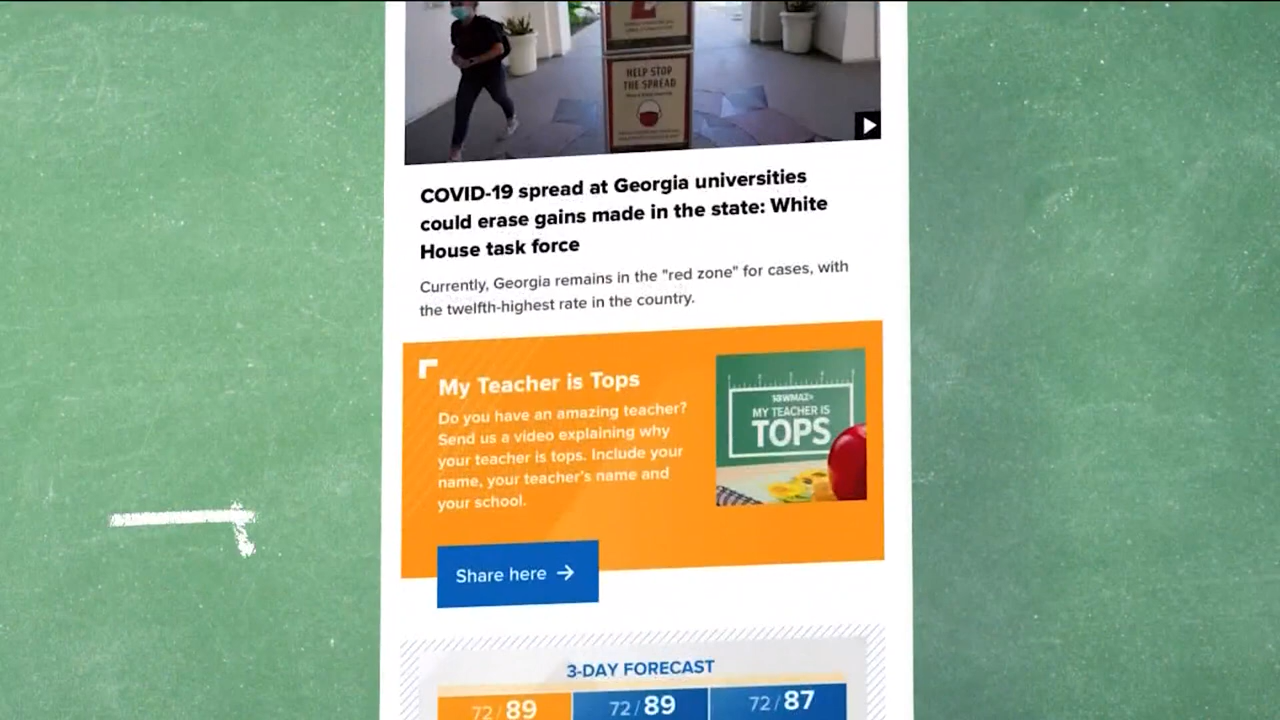 HELP STOP
THE SPREAD
COVID-19 spread at Georgia universities
could erase gains made in the state: White
House task force
Currently, Georgia remains in the "red zone" for cases, with
the twelfth-highest rate in the country.
My Teacher is Tops
Do you have an amazing teacher?
Send us a video explaining why
your teacher is tops. Include your
name, your teacher's name and
your school.
13WMAZ
MY TEACHER IS
TOPS
Share here →
3-DAY FORECAST
72/89 72/89 72/87